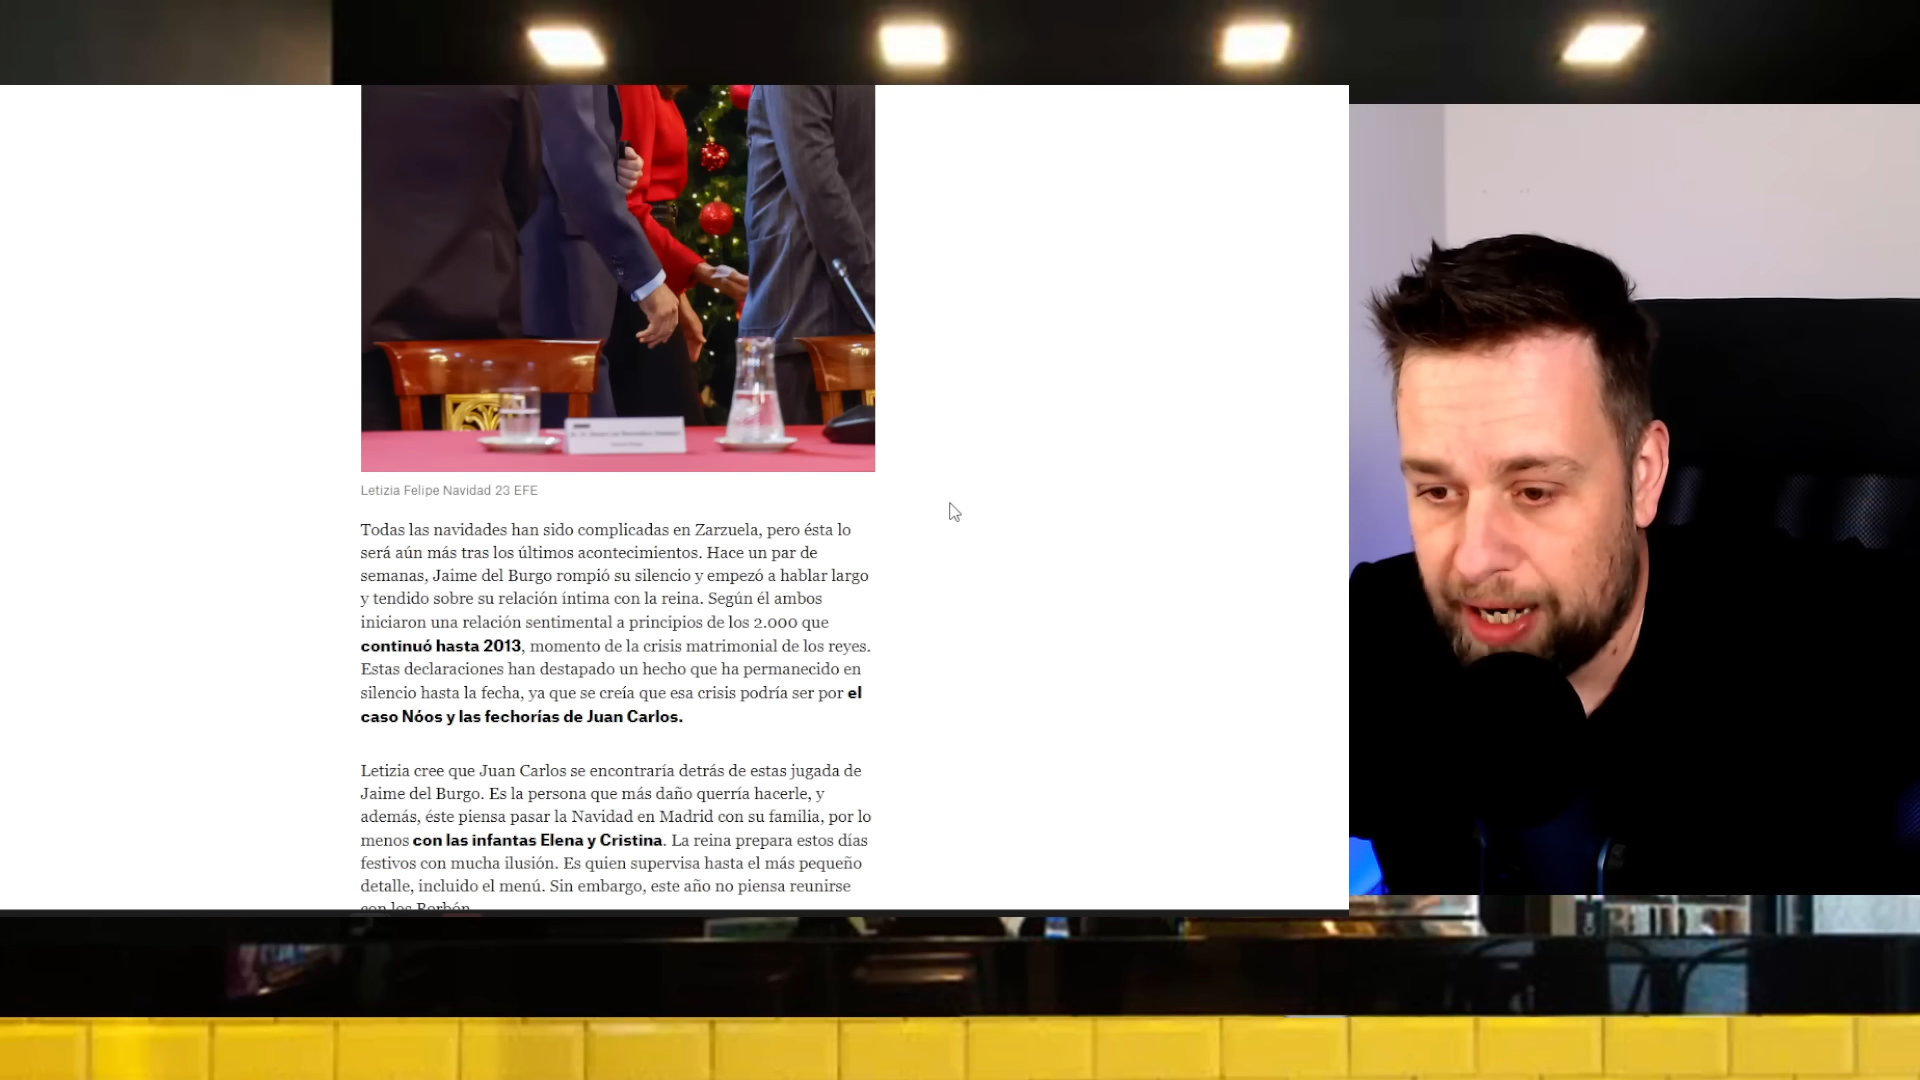 Letizia Felipe Navidad 23 EFE
Todas las navidades han sido complicadas en Zarzuela, pero ésta lo
será aún más tras los últimos acontecimientos. Hace un par de
semanas, Jaime del Burgo rompió su silencio y empezó a hablar largo
y tendido sobre su relación íntima con la reina. Según él ambos
iniciaron una relación sentimental a principios de los 2.000 que
continuó hasta 2013, momento de la crisis matrimonial de los reyes.
Estas declaraciones han destapado un hecho que ha permanecido en
silencio hasta la fecha, ya que se creía que esa crisis podría ser por el
caso Nóos y las fechorías de Juan Carlos.
Letizia cree que Juan Carlos se encontraría detrás de estas jugada de
Jaime del Burgo. Es la persona que más daño querría hacerle, y
además, éste piensa pasar la Navidad en Madrid con su familia, por lo
menos con las infantas Elena y Cristina. La reina prepara estos días
festivos con mucha ilusión. Es quien supervisa hasta el más pequeño
detalle, incluido el menú. Sin embargo, este año no piensa reunirse
con los Borbón